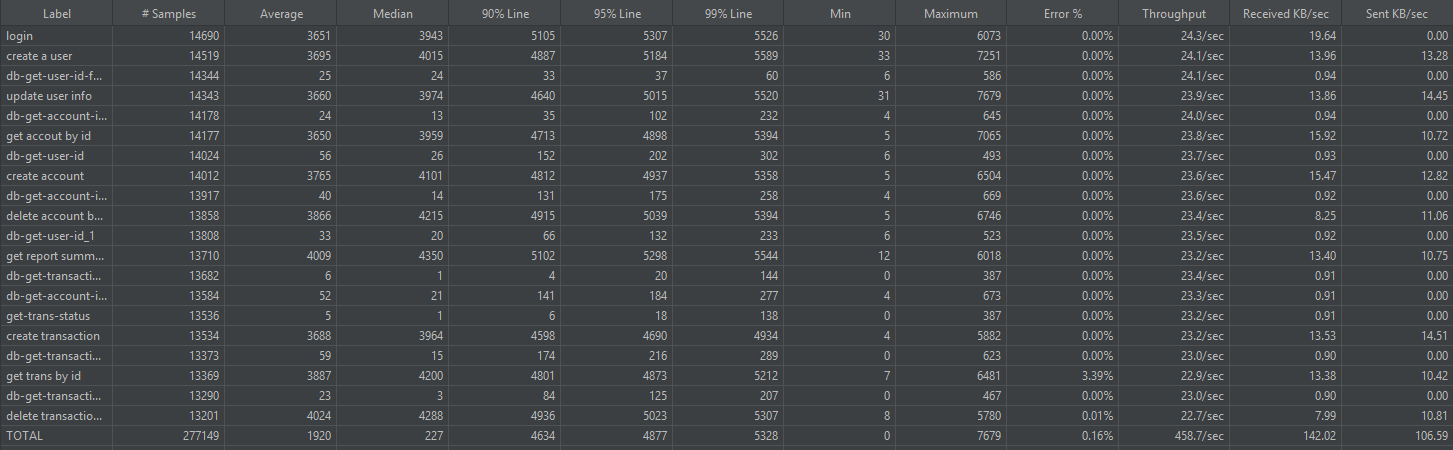 Label # Samples Average Median 90% Line 95% Line 99% Line Min Maximum Error % Throughput Received KB/sec Sent KB/sec
login 14690 3651 3943 5105 5307 5526 30 6073 0.00% 24.3/sec 19.64 0.00
create a user 14519 3695 4015 4887 5184 5589 33 7251 0.00% 24.1/sec 13.96 13.28
db-get-user-id-f... 14344 25 24 33 37 60 6 586 0.00% 24.1/sec 0.94 0.00
update user info 14343 3660 3974 4640 5015 5520 31 7679 0.00% 23.9/sec 13.86 14.45
db-get-account-i... 14178 24 13 35 102 232 4 645 0.00% 24.0/sec 0.94 0.00
get accout by id 14177 3650 3959 4713 4898 5394 5 7065 0.00% 23.8/sec 15.92 10.72
db-get-user-id 14024 56 26 152 202 302 6 493 0.00% 23.7/sec 0.93 0.00
create account 14012 3765 4101 4812 4937 5358 5 6504 0.00% 23.6/sec 15.47 12.82
db-get-account-i... 13917 40 14 131 175 258 4 669 0.00% 23.6/sec 0.92 0.00
delete account b... 13858 3866 4215 4915 5039 5394 5 6746 0.00% 23.4/sec 8.25 11.06
db-get-user-id_1 13808 33 20 66 132 233 6 523 0.00% 23.5/sec 0.92 0.00
get report summ... 13710 4009 4350 5102 5298 5544 12 6018 0.00% 23.2/sec 13.40 10.75
db-get-transacti... 13682 6 1 4 20 144 0 387 0.00% 23.4/sec 0.91 0.00
db-get-account-i... 13584 52 21 141 184 277 4 673 0.00% 23.3/sec 0.91 0.00
get-trans-status 13536 5 1 6 18 138 0 387 0.00% 23.2/sec 0.91 0.00
create transaction 13534 3688 3964 4598 4690 4934 4 5882 0.00% 23.2/sec 13.53 14.51
db-get-transacti... 13373 59 15 174 216 289 0 623 0.00% 23.0/sec 0.90 0.00
get trans by id 13369 3887 4200 4801 4873 5212 7 6481 3.39% 22.9/sec 13.38 10.42
db-get-transacti... 13290 23 3 84 125 207 0 467 0.00% 23.0/sec 0.90 0.00
delete transactio... 13201 4024 4288 4936 5023 5307 8 5780 0.01% 22.7/sec 7.99 10.81
TOTAL 277149 1920 227 4634 4877 5328 0 7679 0.16% 458.7/sec 142.02 106.59